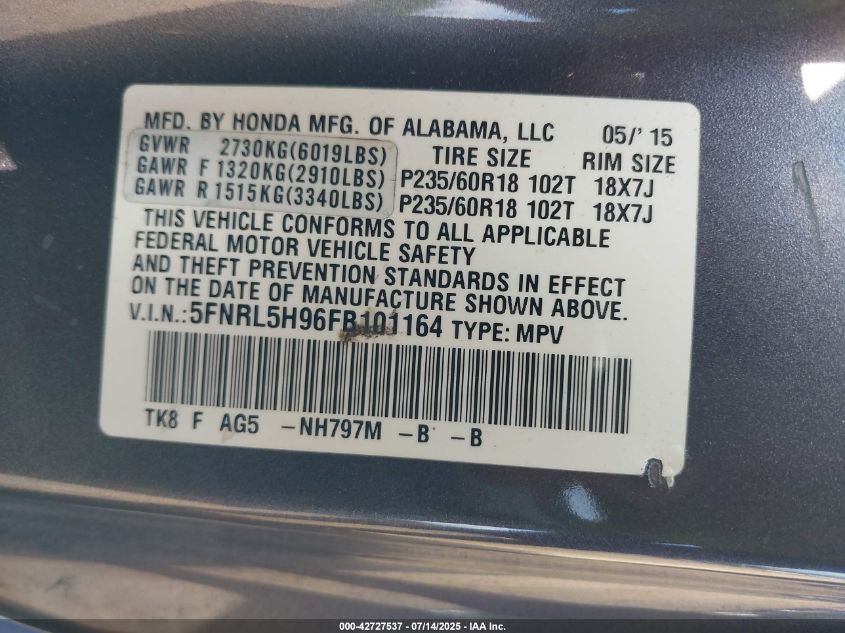 MFD. BY HONDA MFG. OF ALABAMA, LLC 05/'15
GVWR 2730KG(6019LBS) TIRE SIZE RIM SIZE
GAWR F 1320KG(2910LBS) P235/60R18 102T 18X7J
GAWR R 1515KG(3340LBS) P235/60R18 102T 18X7J
THIS VEHICLE CONFORMS TO ALL APPLICABLE
FEDERAL MOTOR VEHICLE SAFETY
AND THEFT PREVENTION STANDARDS IN EFFECT
ON THE DATE OF MANUFACTURE SHOWN ABOVE.
V.I.N.: 5FNRL5H96FB101164 TYPE: MPV
TK8 F AG5 -NH797M -B -B
000-42727537 - 07/14/2025 - IAA Inc.